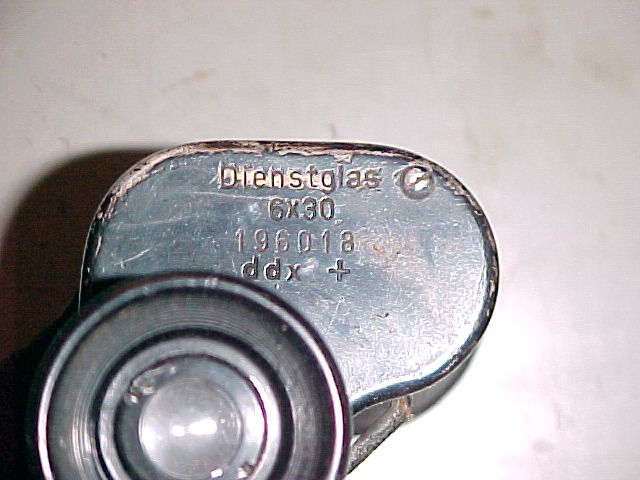 Dienstglas
6x30
196018
ddx +